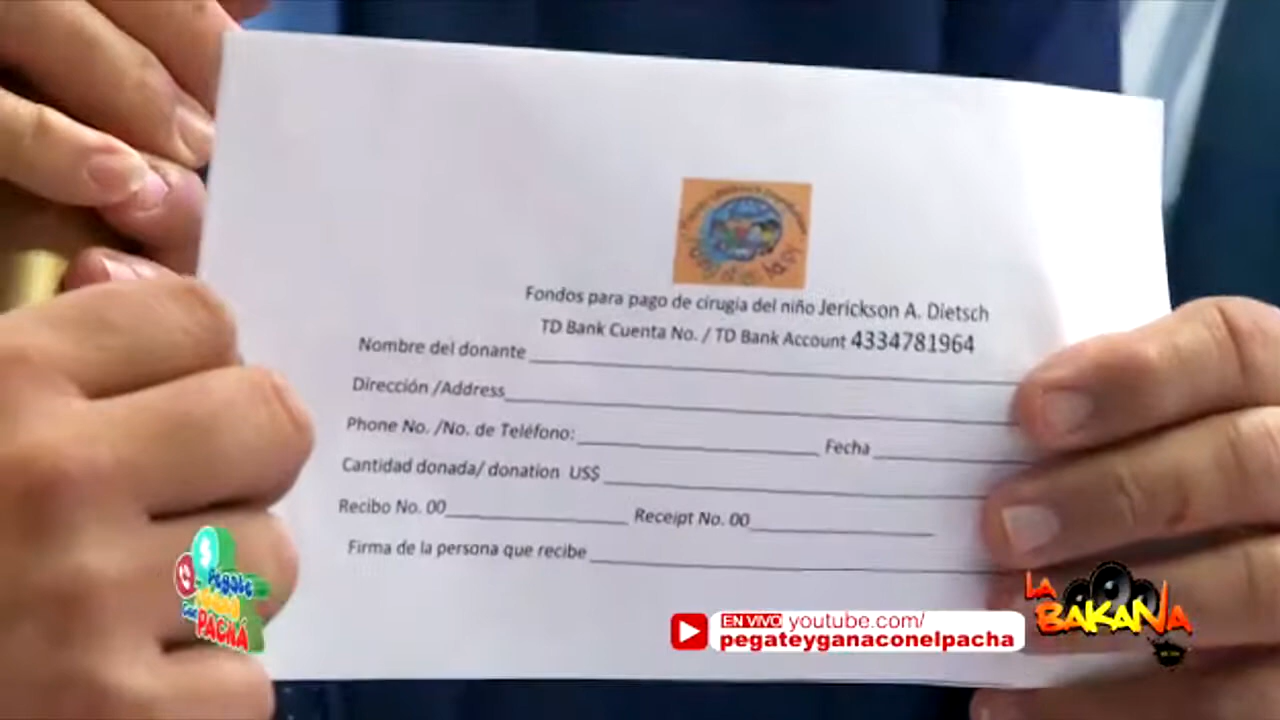 Fondos para pago de cirugia del niño Jerickson A. Dietsch
TD Bank Cuenta No. / TD Bank Account 4334781964
Nombre del donante
Dirección /Address
Phone No. /No. de Teléfono: Fecha
Cantidad donada/ donation US$
Recibo No. 00 Receipt No. 00
Firma de la persona que recibe
Pegate
PACHÁ
EN VIVO youtube.com/
pegateyganaconelpacha
LA
BAKANA